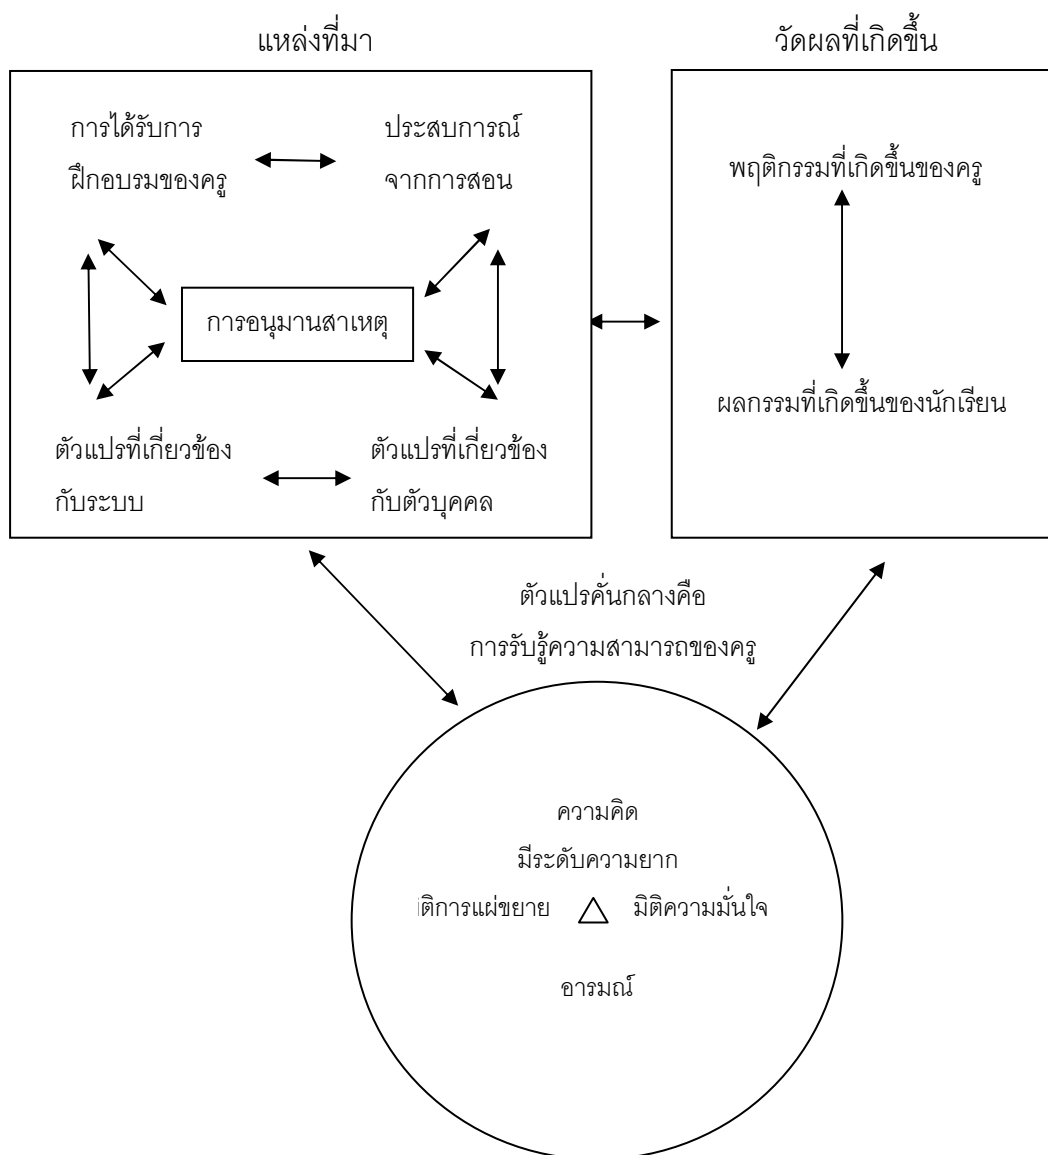 แหล่งที่มา
วัดผลที่เกิดขึ้น
การได้รับการ
ฝึกอบรมของครู
ประสบการณ์
จากการสอน
การอนุมานสาเหตุ
ตัวแปรที่เกี่ยวข้อง
กับระบบ
ตัวแปรที่เกี่ยวข้อง
กับตัวบุคคล
พฤติกรรมที่เกิดขึ้นของครู
ผลกรรมที่เกิดขึ้นของนักเรียน
ตัวแปรคั่นกลางคือ
การรับรู้ความสามารถของครู
ความคิด
มีระดับความยาก
ติการแผ่ขยาย
มิติความมั่นใจ
อารมณ์